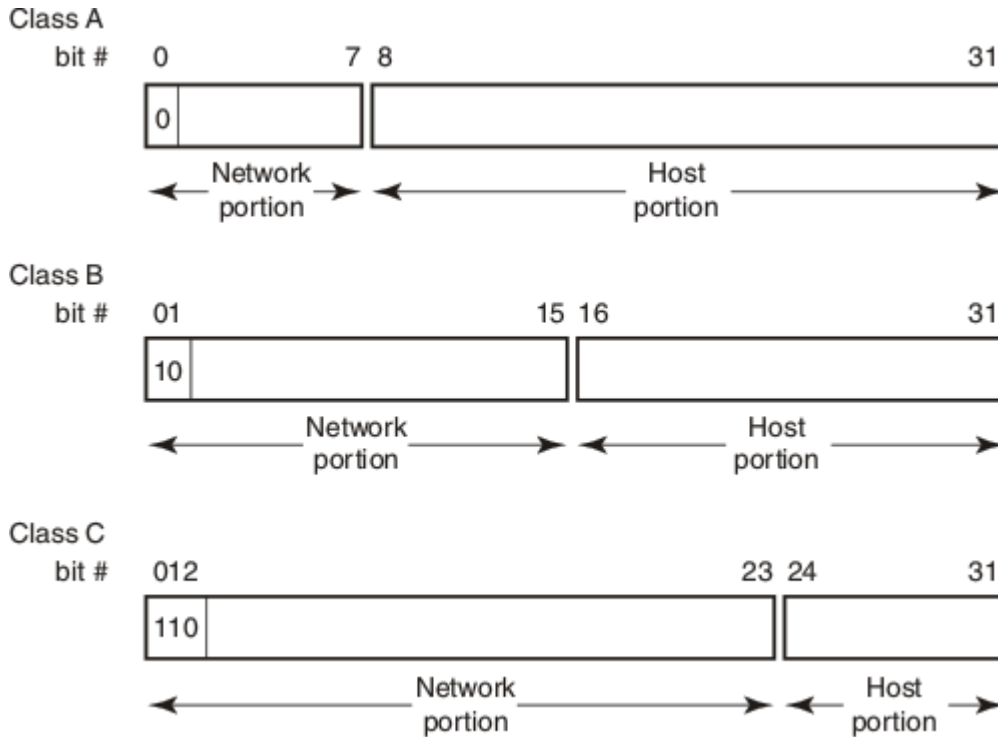 Class A
bit # 0 7 8 31
0
Network portion
Host portion
Class B
bit # 01 15 16 31
10
Network portion
Host portion
Class C
bit # 012 23 24 31
110
Network portion
Host portion